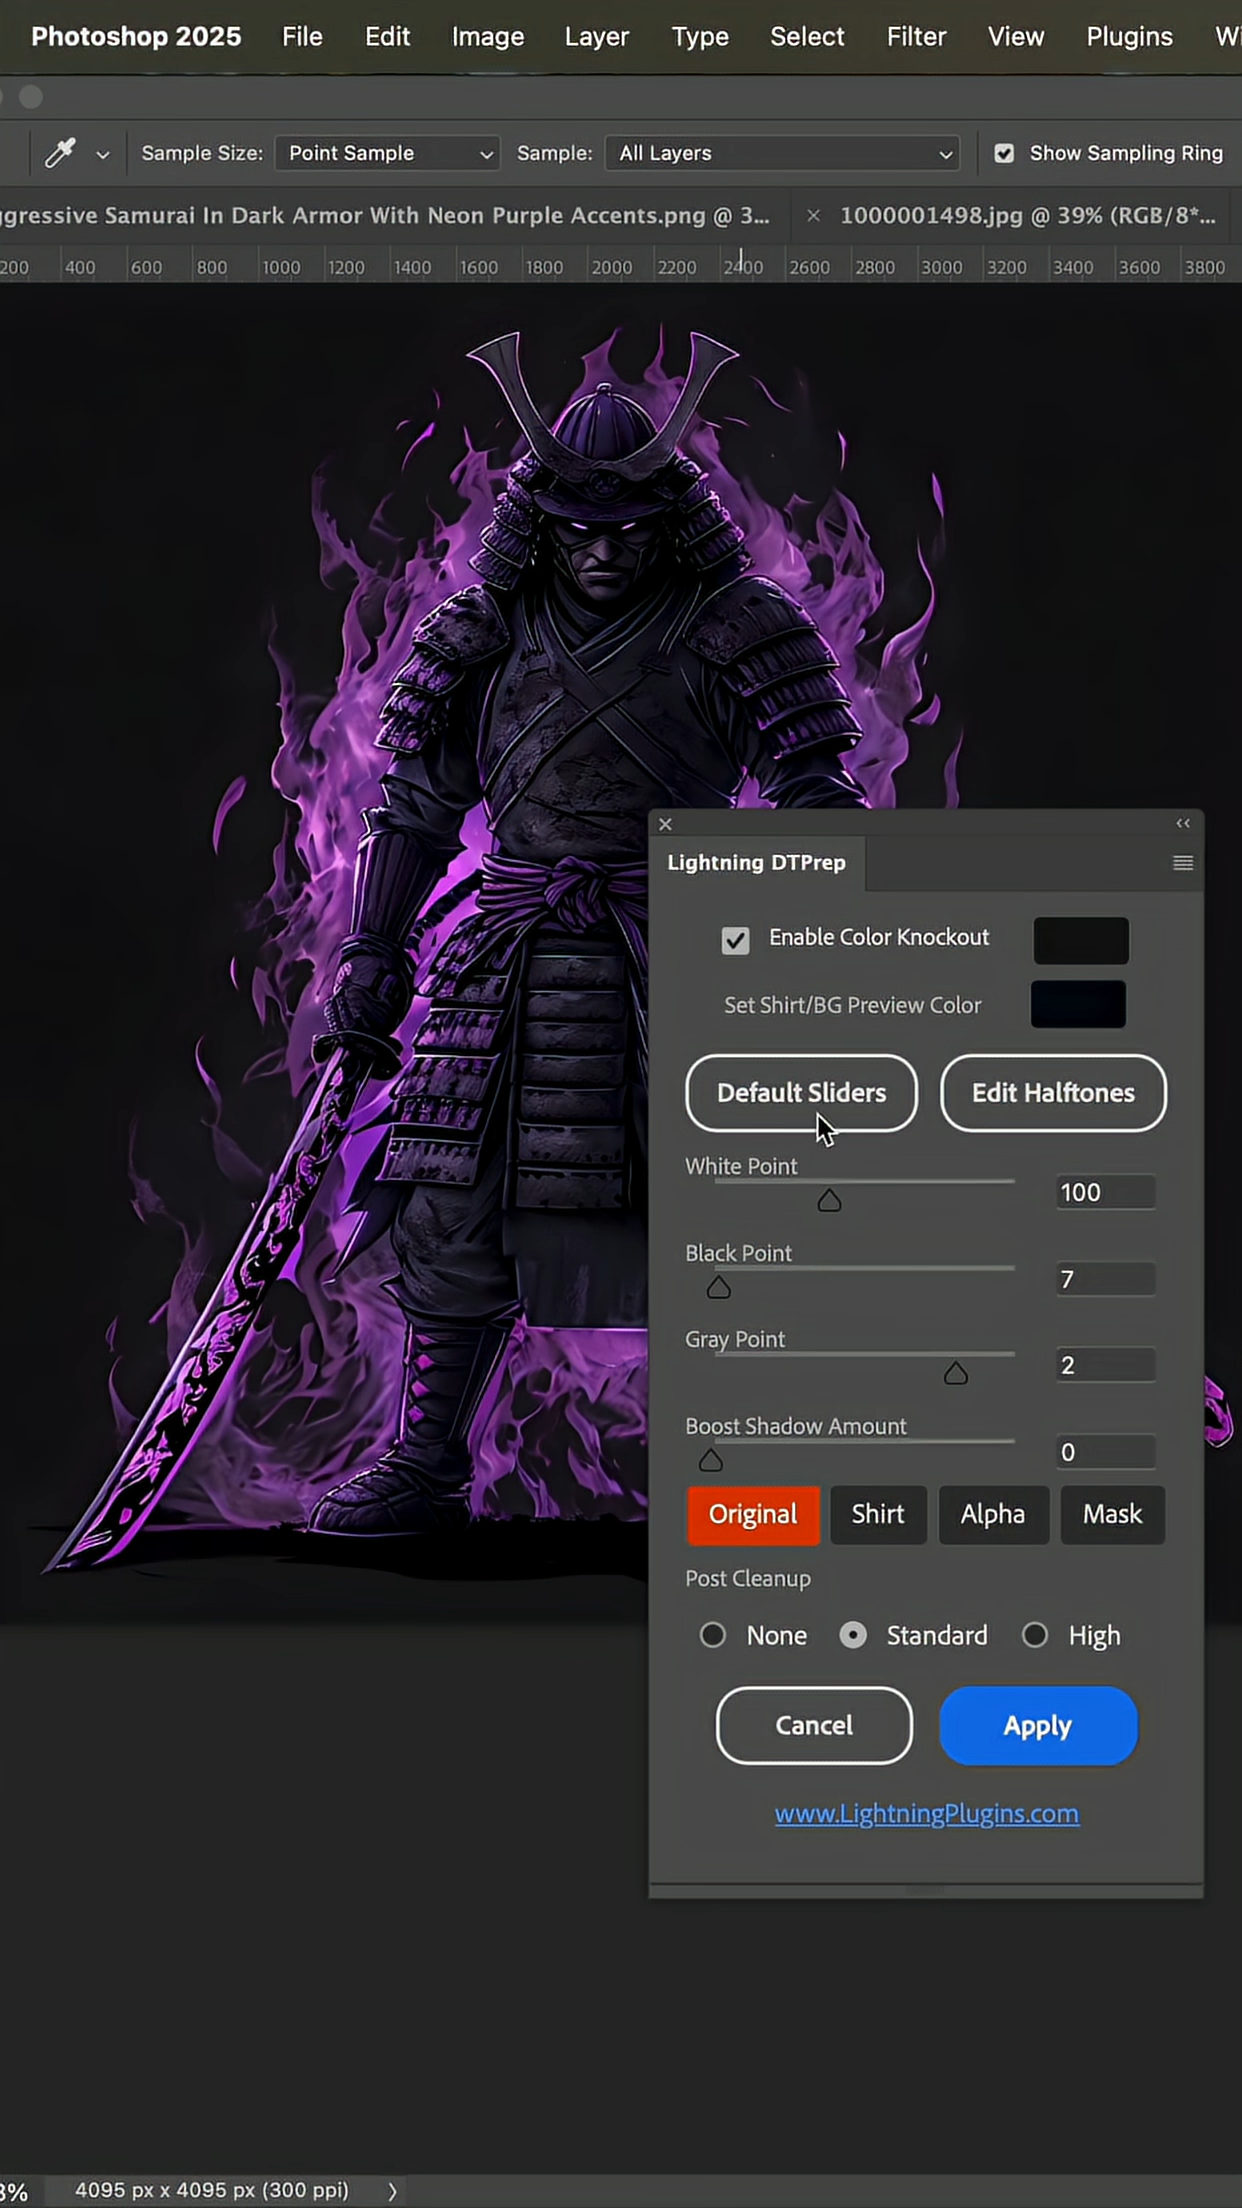 Photoshop 2025 File Edit Image Layer Type Select Filter View Plugins
Sample Size: Point Sample Sample: All Layers Show Sampling Ring
ggressive Samurai In Dark Armor With Neon Purple Accents.png @ 3... × 1000001498.jpg @ 39% (RGB/8*...
200 400 600 800 1000 1200 1400 1600 1800 2000 2200 2400 2600 2800 3000 3200 3400 3600 3800
Lightning DTPrep
Enable Color Knockout
Set Shirt/BG Preview Color
Default Sliders Edit Halftones
White Point
100
Black Point
7
Gray Point
2
Boost Shadow Amount
0
Original Shirt Alpha Mask
Post Cleanup
None Standard High
Cancel Apply
www.LightningPlugins.com
3% 4095 px x 4095 px (300 ppi)